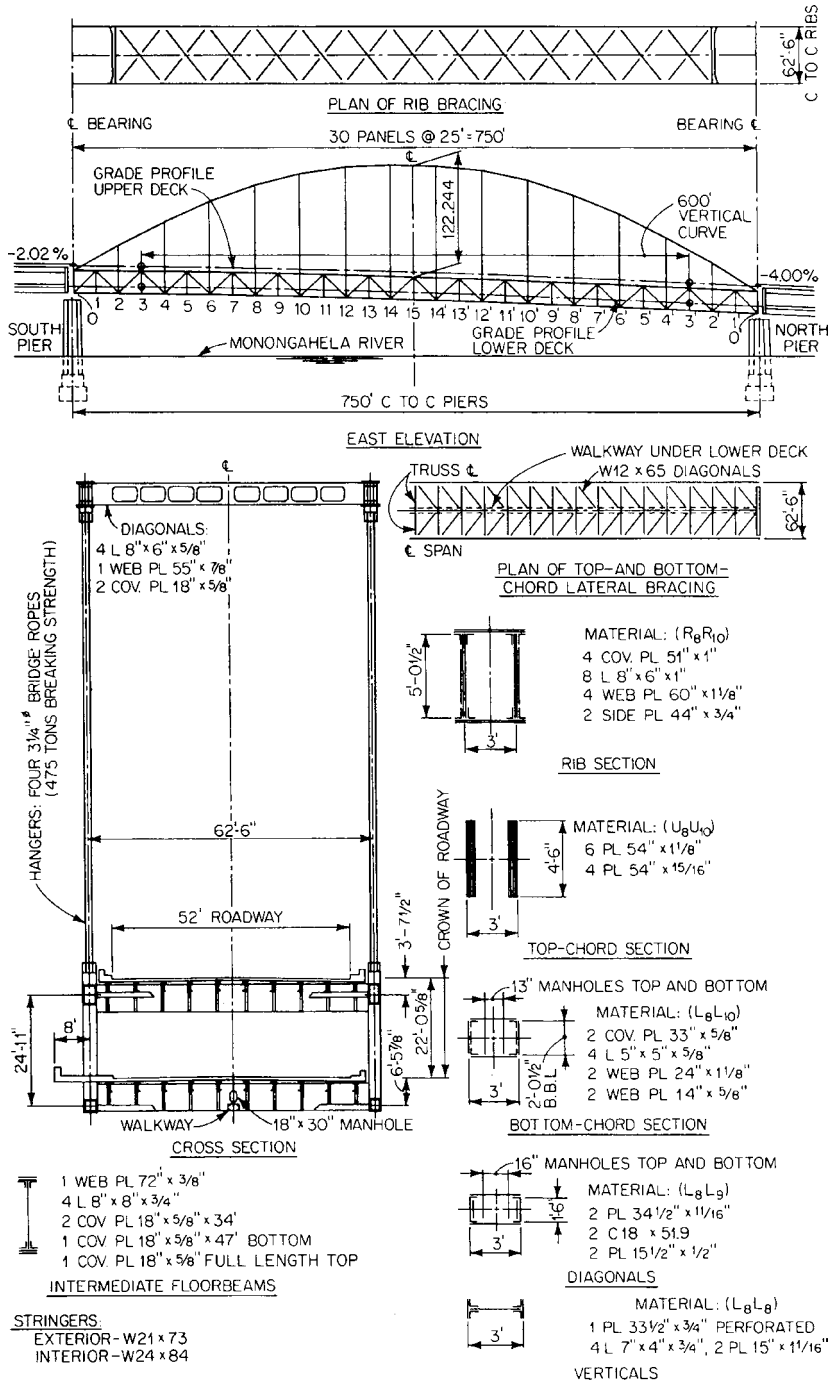 62'-6"
C TO C RIBS
PLAN OF RIB BRACING
℄ BEARING
BEARING ℄
30 PANELS @ 25'=750'
℄
GRADE PROFILE
UPPER DECK
122.244
600'
VERTICAL
CURVE
-2.02%
-4.00%
0 1 2 3 4 5 6 7 8 9 10 11 12 13 14 15 14' 13' 12' 11' 10' 9' 8' 7' 6' 5' 4' 3' 2' 1' 0'
SOUTH
PIER
GRADE PROFILE
LOWER DECK
NORTH
PIER
MONONGAHELA RIVER
750' C TO C PIERS
EAST ELEVATION
℄
DIAGONALS:
4 L 8" x 6" x 5/8"
1 WEB PL 55" x 7/8"
2 COV. PL 18" x 5/8"
HANGERS: FOUR 3 1/4"ø BRIDGE ROPES
(475 TONS BREAKING STRENGTH)
62'-6"
52' ROADWAY
3'-7 1/2"
CROWN OF ROADWAY
24'-11"
8'
22'-0 5/8"
6'-5 7/8"
WALKWAY
18" x 30" MANHOLE
CROSS SECTION
1 WEB PL 72" x 3/8"
4 L 8" x 8" x 3/4"
2 COV PL 18" x 5/8" x 34'
1 COV. PL 18" x 5/8" x 47' BOTTOM
1 COV. PL 18" x 5/8" FULL LENGTH TOP
INTERMEDIATE FLOORBEAMS
STRINGERS:
EXTERIOR-W21 x 73
INTERIOR-W24 x 84
TRUSS ℄
WALKWAY UNDER LOWER DECK
W12 x 65 DIAGONALS
62'-6"
℄ SPAN
PLAN OF TOP-AND BOTTOM-
CHORD LATERAL BRACING
5'-0 1/2"
3'
MATERIAL: (R8R10)
4 COV. PL 51" x 1"
8 L 8" x 6" x 1"
4 WEB PL 60" x 1 1/8"
2 SIDE PL 44" x 3/4"
RIB SECTION
4'-6"
3'
MATERIAL: (U8U10)
6 PL 54" x 1 1/8"
4 PL 54" x 15/16"
TOP-CHORD SECTION
13" MANHOLES TOP AND BOTTOM
2'-0 1/2"
B.B.L
3'
MATERIAL: (L8L10)
2 COV. PL 33" x 5/8"
4 L 5" x 5" x 5/8"
2 WEB PL 24" x 1 1/8"
2 WEB PL 14" x 5/8"
BOTTOM-CHORD SECTION
16" MANHOLES TOP AND BOTTOM
1'-6"
3'
MATERIAL: (L8L9)
2 PL 34 1/2" x 11/16"
2 C 18 x 51.9
2 PL 15 1/2" x 1/2"
DIAGONALS
3'
MATERIAL: (L8L8)
1 PL 33 1/2" x 3/4" PERFORATED
4 L 7" x 4" x 3/4", 2 PL 15" x 11/16"
VERTICALS